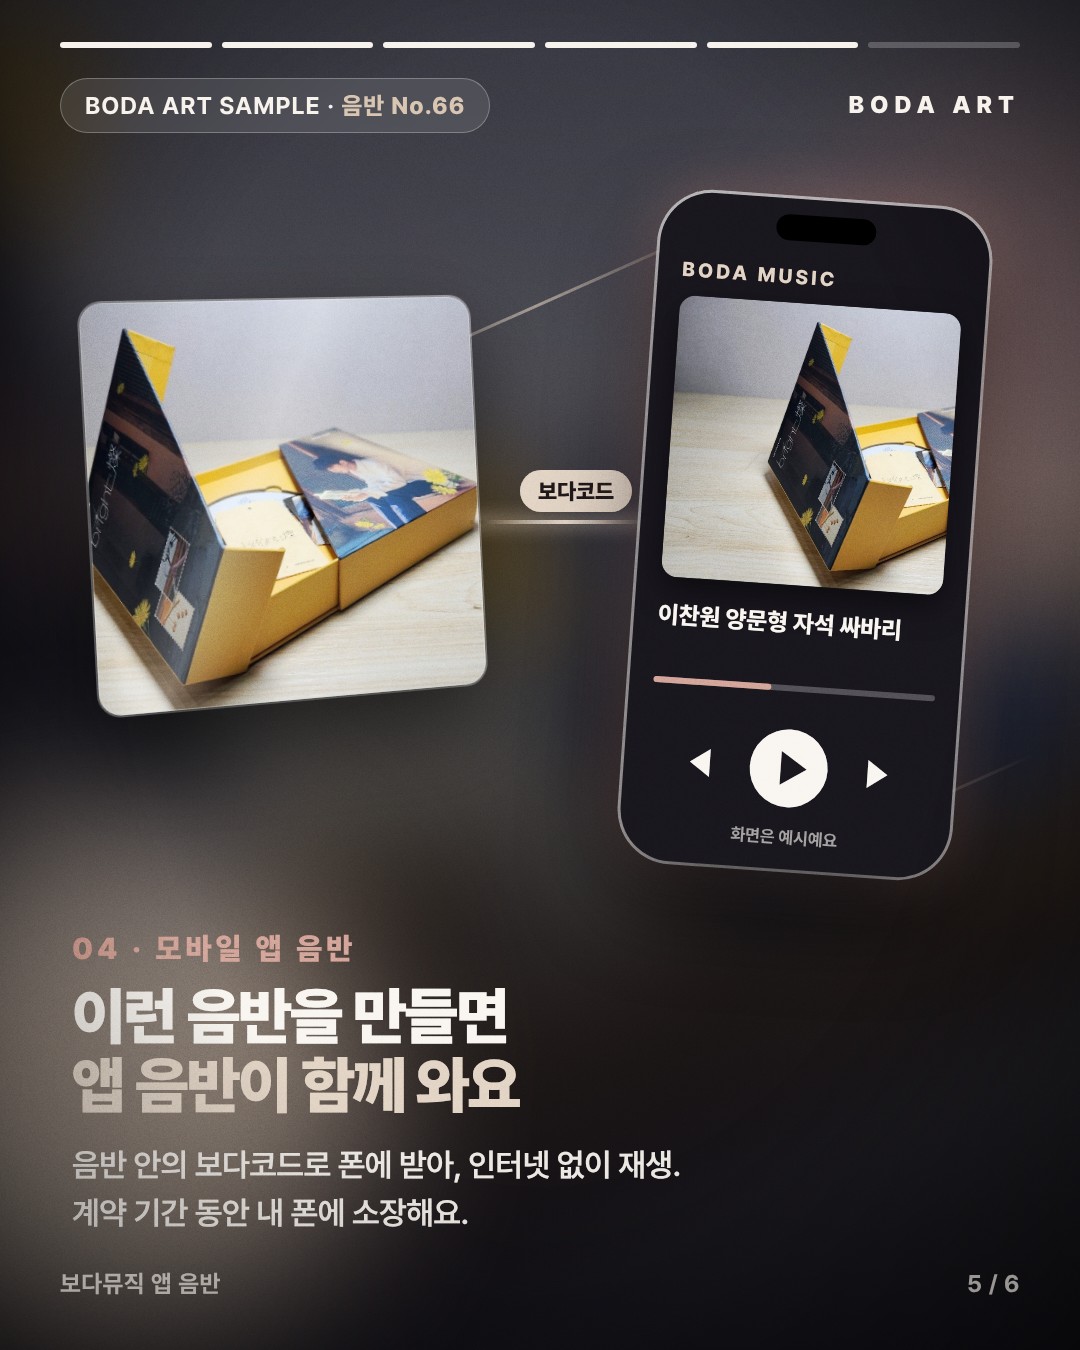 BODA ART SAMPLE · 음반 No.66
BODA ART
BODA MUSIC
보다코드
이찬원 양문형 자석 싸바리
화면은 예시예요
04 · 모바일 앱 음반
이런 음반을 만들면
앱 음반이 함께 와요
음반 안의 보다코드로 폰에 받아, 인터넷 없이 재생.
계약 기간 동안 내 폰에 소장해요.
보다뮤직 앱 음반
5 / 6